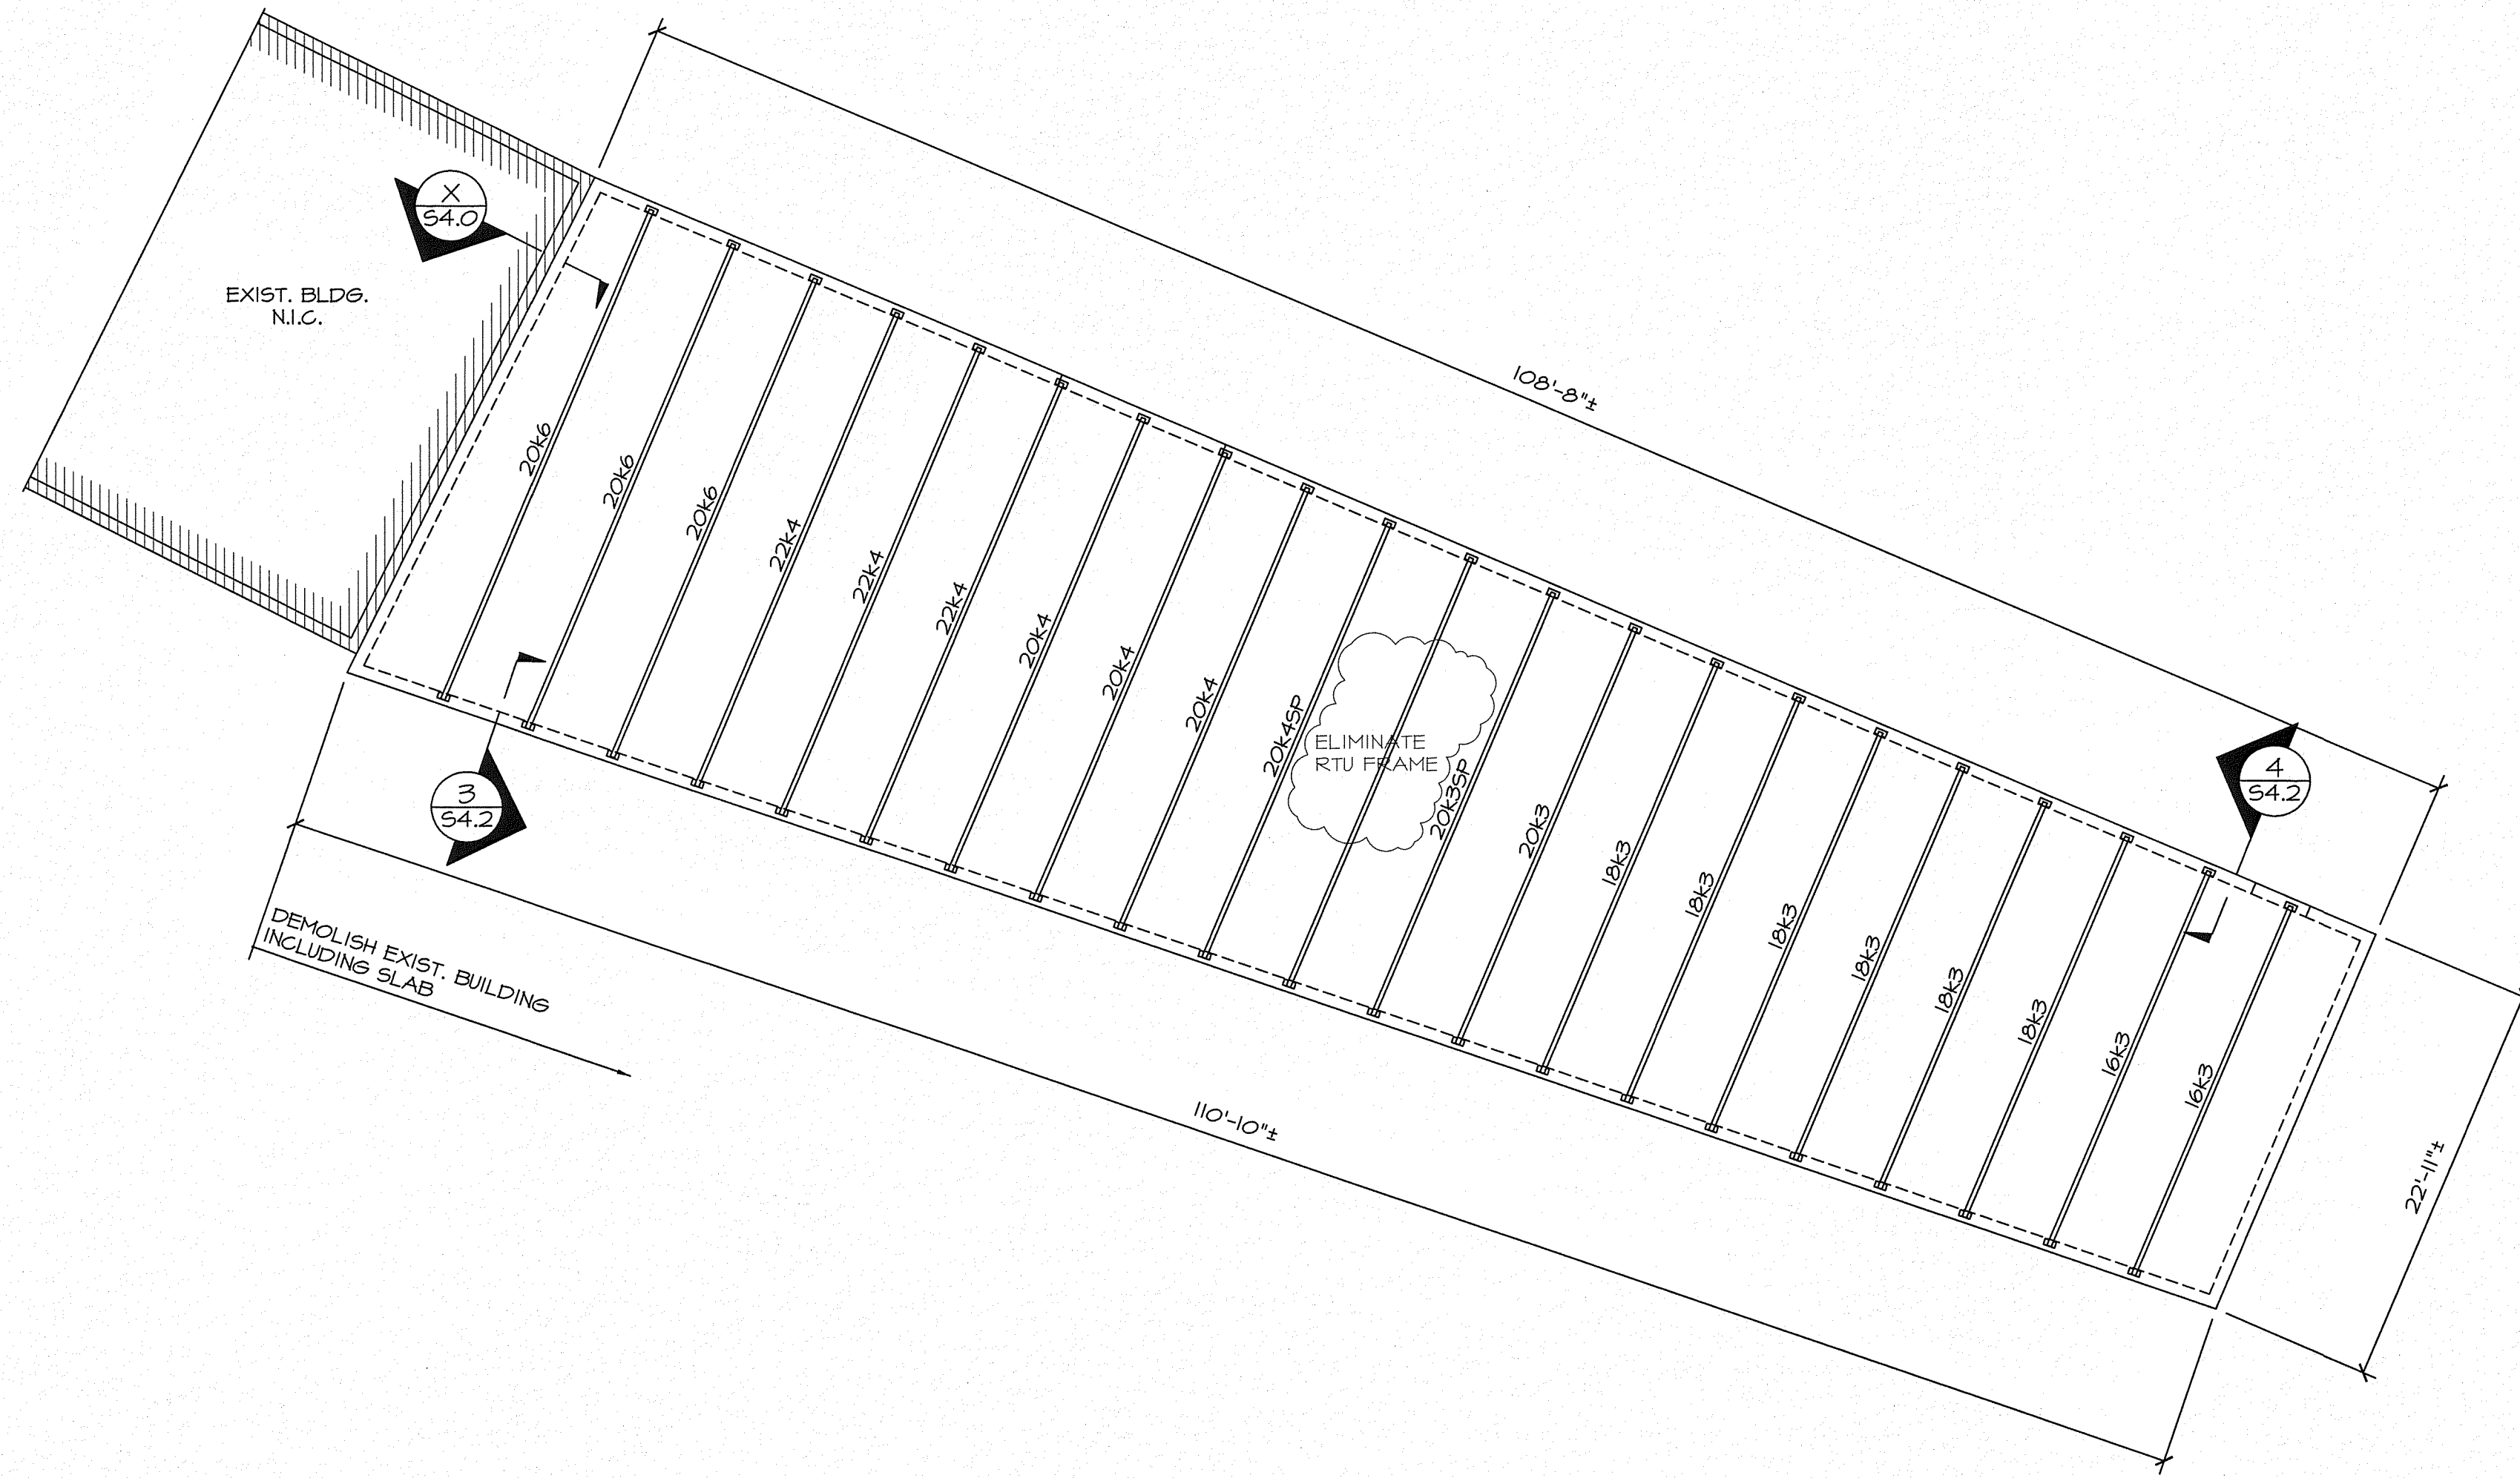 X
S4.0
EXIST. BLDG.
N.I.C.
108'-8"±
20k6
20k6
20k6
22k4
22k4
22k4
20k4
20k4
20k4
20k4SP
ELIMINATE
RTU FRAME
20k3SP
20k3
18k3
18k3
18k3
18k3
18k3
18k3
16k3
16k3
3
S4.2
4
S4.2
DEMOLISH EXIST. BUILDING
INCLUDING SLAB
110'-10"±
22'-11"±